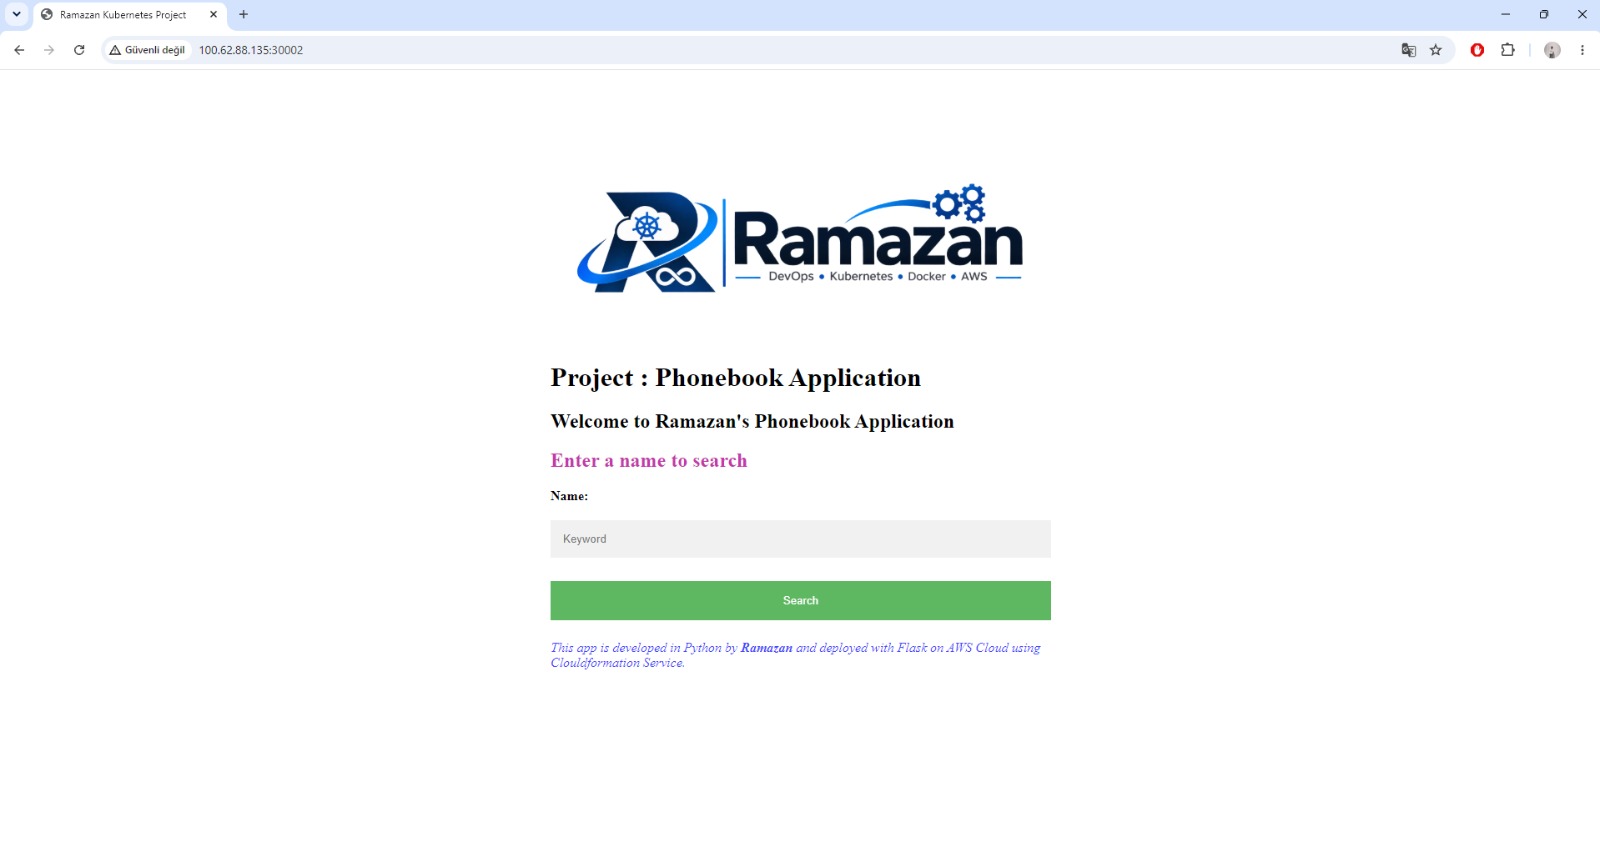 Ramazan Kubernetes Project
Güvenli değil
100.62.88.135:30002
R
Ramazan
DevOps • Kubernetes • Docker • AWS
Project : Phonebook Application
Welcome to Ramazan's Phonebook Application
Enter a name to search
Name:
Keyword
Search
This app is developed in Python by Ramazan and deployed with Flask on AWS Cloud using
Clouldformation Service.